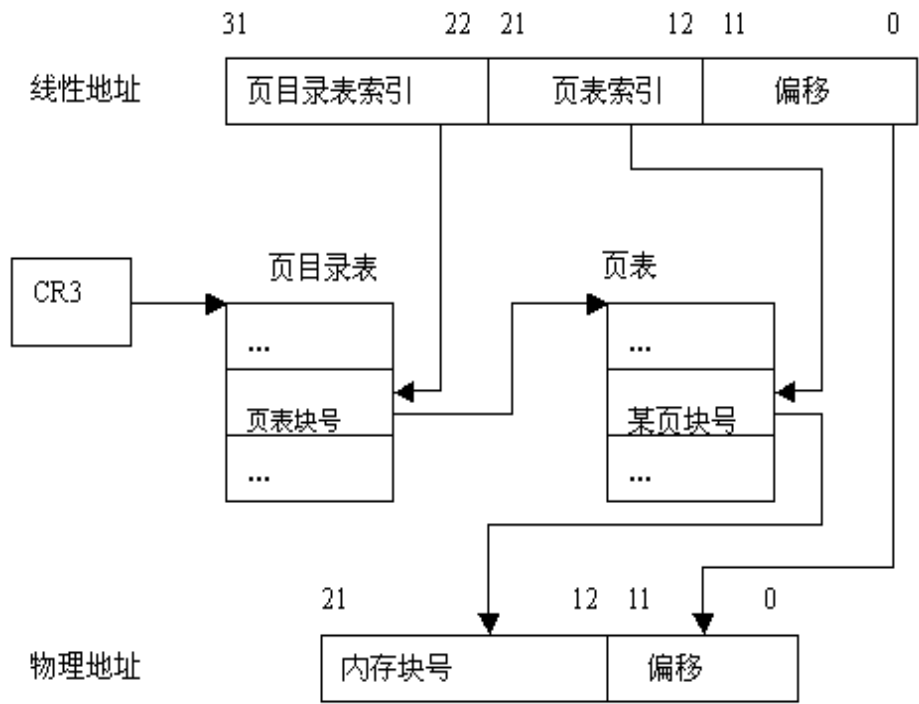 31 22 21 12 11 0
线性地址 页目录表索引 页表索引 偏移
页目录表 页表
CR3
... ...
页表块号 某页块号
... ...
21 12 11 0
物理地址 内存块号 偏移